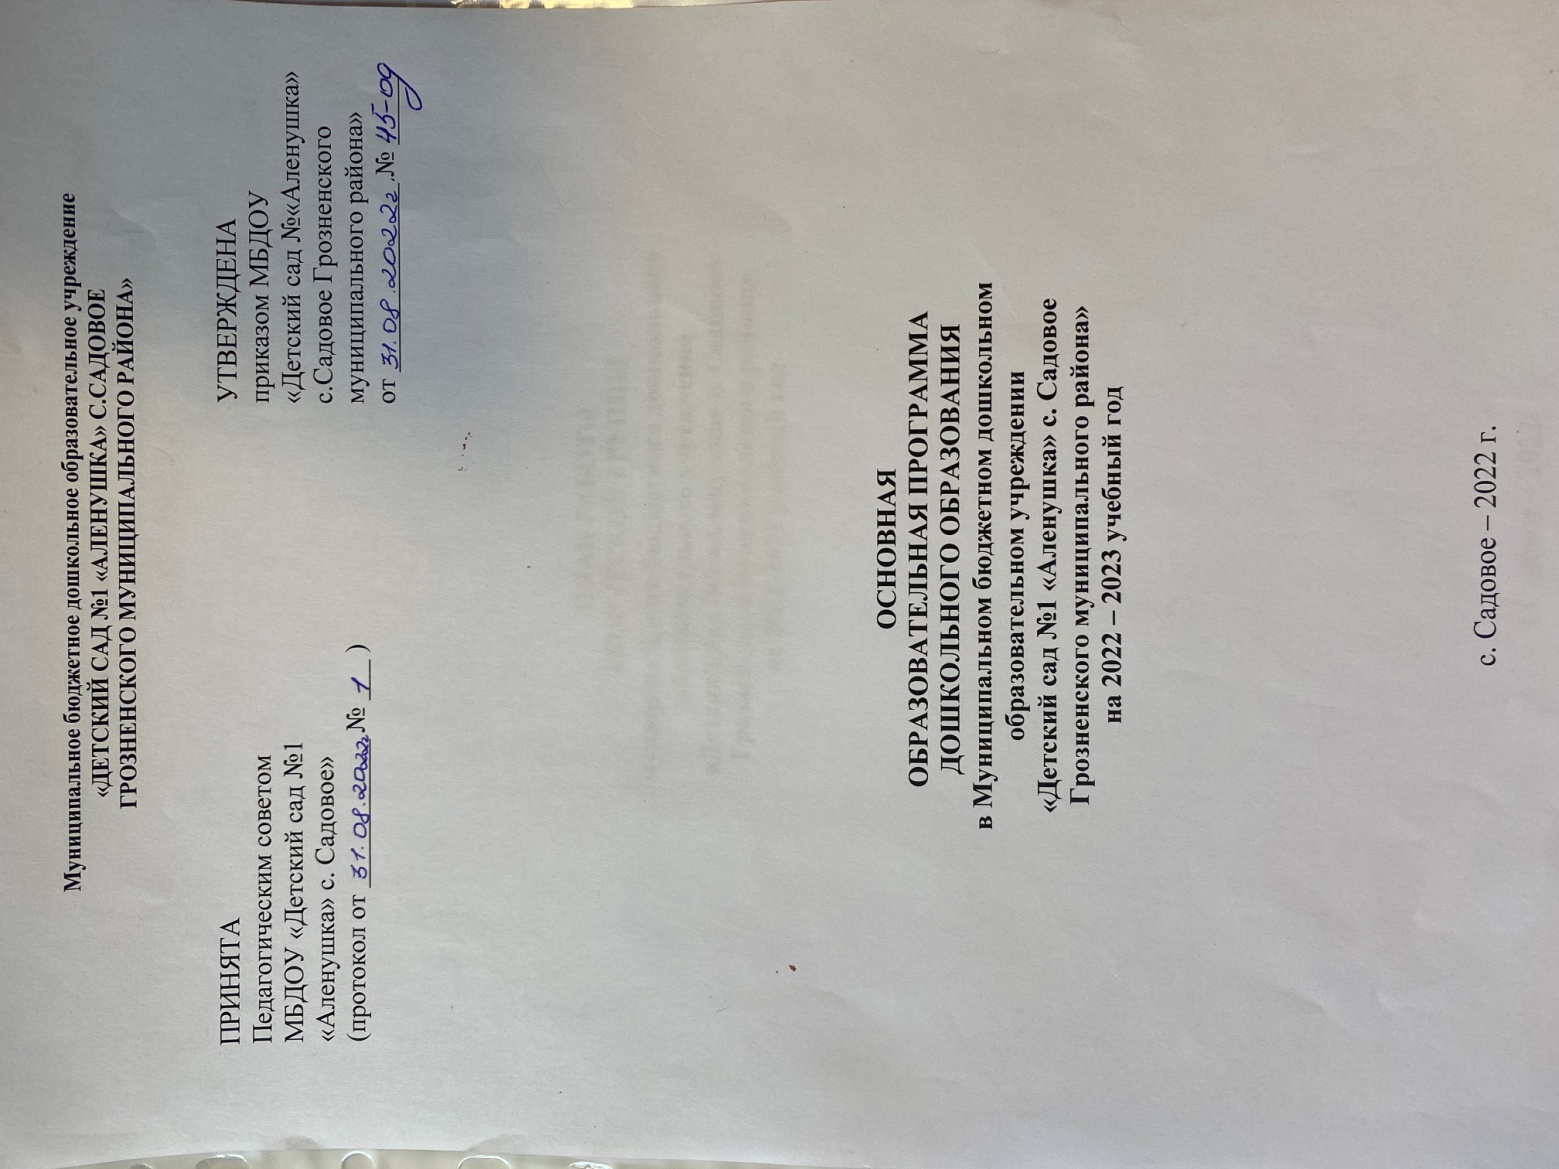 Муниципальное бюджетное дошкольное образовательное учреждение
«ДЕТСКИЙ САД №1 «АЛЕНУШКА» С.САДОВОЕ
ГРОЗНЕНСКОГО МУНИЦИПАЛЬНОГО РАЙОНА»
ПРИНЯТА
Педагогическим советом
МБДОУ «Детский сад №1
«Аленушка» с. Садовое»
(протокол от 31.08.2022г.№ 1 )
УТВЕРЖДЕНА
приказом МБДОУ
«Детский сад №«Аленушка»
с.Садовое Грозненского
муниципального района»
от 31.08.2022г.№ 45-од
ОСНОВНАЯ
ОБРАЗОВАТЕЛЬНАЯ ПРОГРАММА
ДОШКОЛЬНОГО ОБРАЗОВАНИЯ
в Муниципальном бюджетном дошкольном
образовательном учреждении
«Детский сад №1 «Аленушка» с. Садовое
Грозненского муниципального района»
на 2022 – 2023 учебный год
с. Садовое – 2022 г.